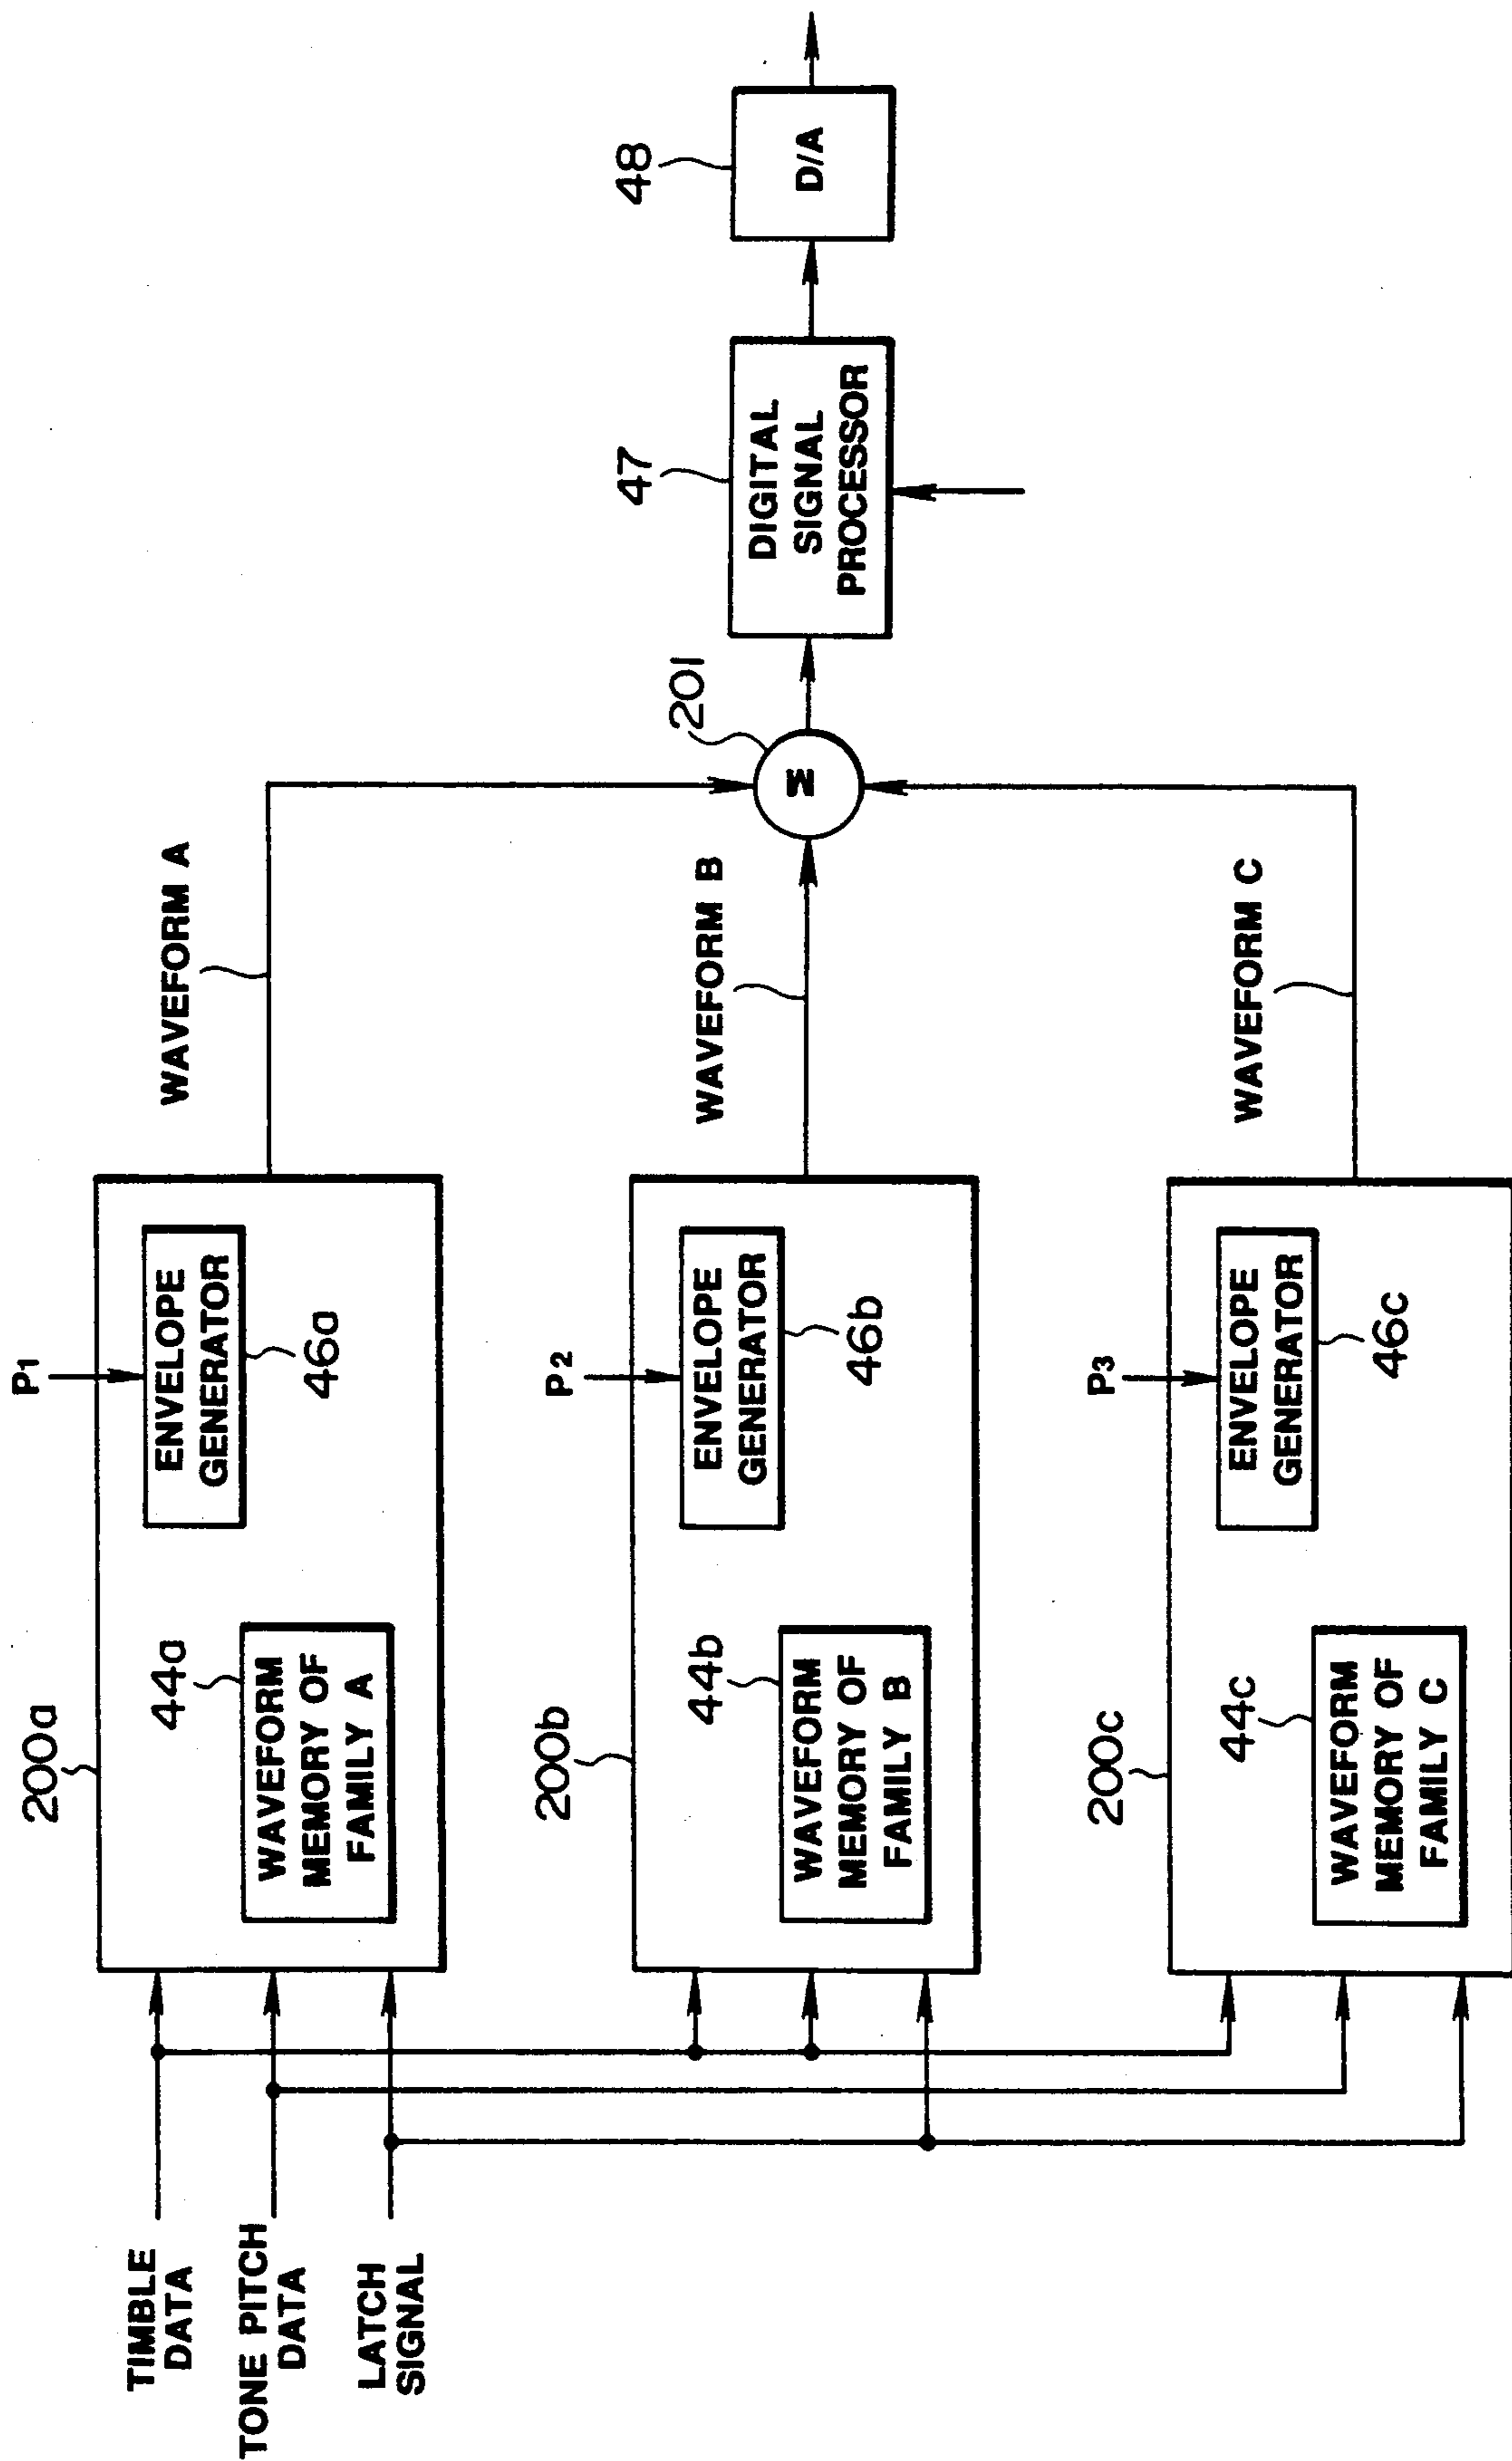 TIMBLE
DATA
TONE PITCH
DATA
LATCH
SIGNAL
200a
44a
WAVEFORM
MEMORY OF
FAMILY A
P1
ENVELOPE
GENERATOR
46a
WAVEFORM A
200b
44b
WAVEFORM
MEMORY OF
FAMILY B
P2
ENVELOPE
GENERATOR
46b
WAVEFORM B
200c
44c
WAVEFORM
MEMORY OF
FAMILY C
P3
ENVELOPE
GENERATOR
46c
WAVEFORM C
201
47
DIGITAL
SIGNAL
PROCESSOR
48
D/A